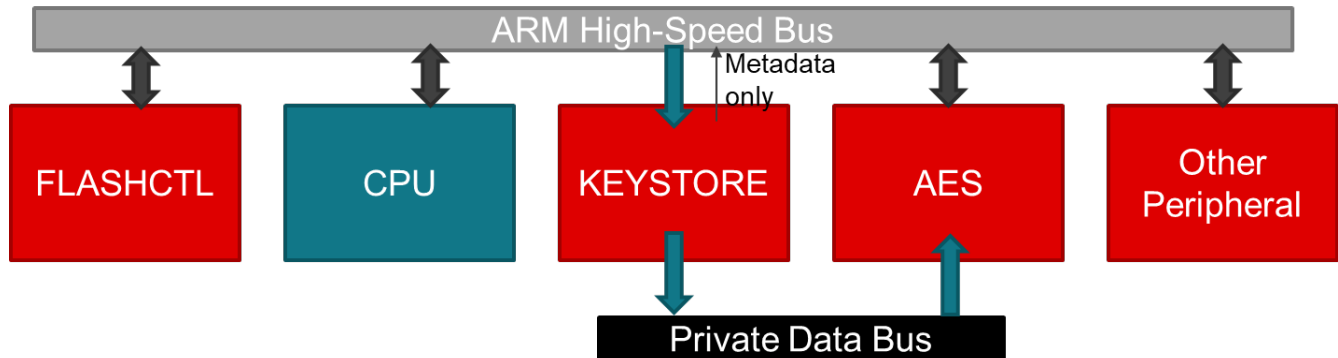 ARM High-Speed Bus
Metadata
only
FLASHCTL
CPU
KEYSTORE
AES
Other
Peripheral
Private Data Bus